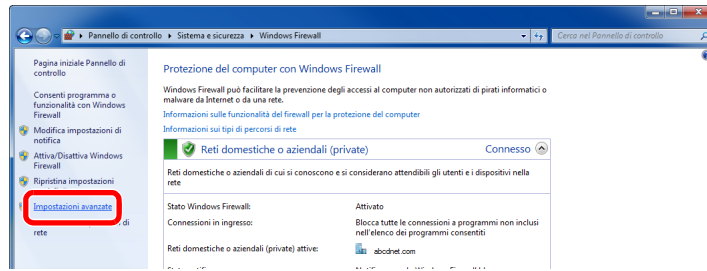 Pannello di controllo ▸ Sistema e sicurezza ▸ Windows Firewall
Cerca nel Pannello di controllo
Pagina iniziale Pannello di
controllo
Consenti programma o
funzionalità con Windows
Firewall
Modifica impostazioni di
notifica
Attiva/Disattiva Windows
Firewall
Ripristina impostazioni
Impostazioni avanzate
di
rete
Protezione del computer con Windows Firewall
Windows Firewall può facilitare la prevenzione degli accessi al computer non autorizzati di pirati informatici o
malware da Internet o da una rete.
Informazioni sulle funzionalità del firewall per la protezione del computer
Informazioni sui tipi di percorsi di rete
Reti domestiche o aziendali (private) Connesso
Reti domestiche o aziendali di cui si conoscono e si considerano attendibili gli utenti e i dispositivi nella
rete
Stato Windows Firewall: Attivato
Connessioni in ingresso: Blocca tutte le connessioni a programmi non inclusi
nell'elenco dei programmi consentiti
Reti domestiche o aziendali (private) attive: abcdnet.com